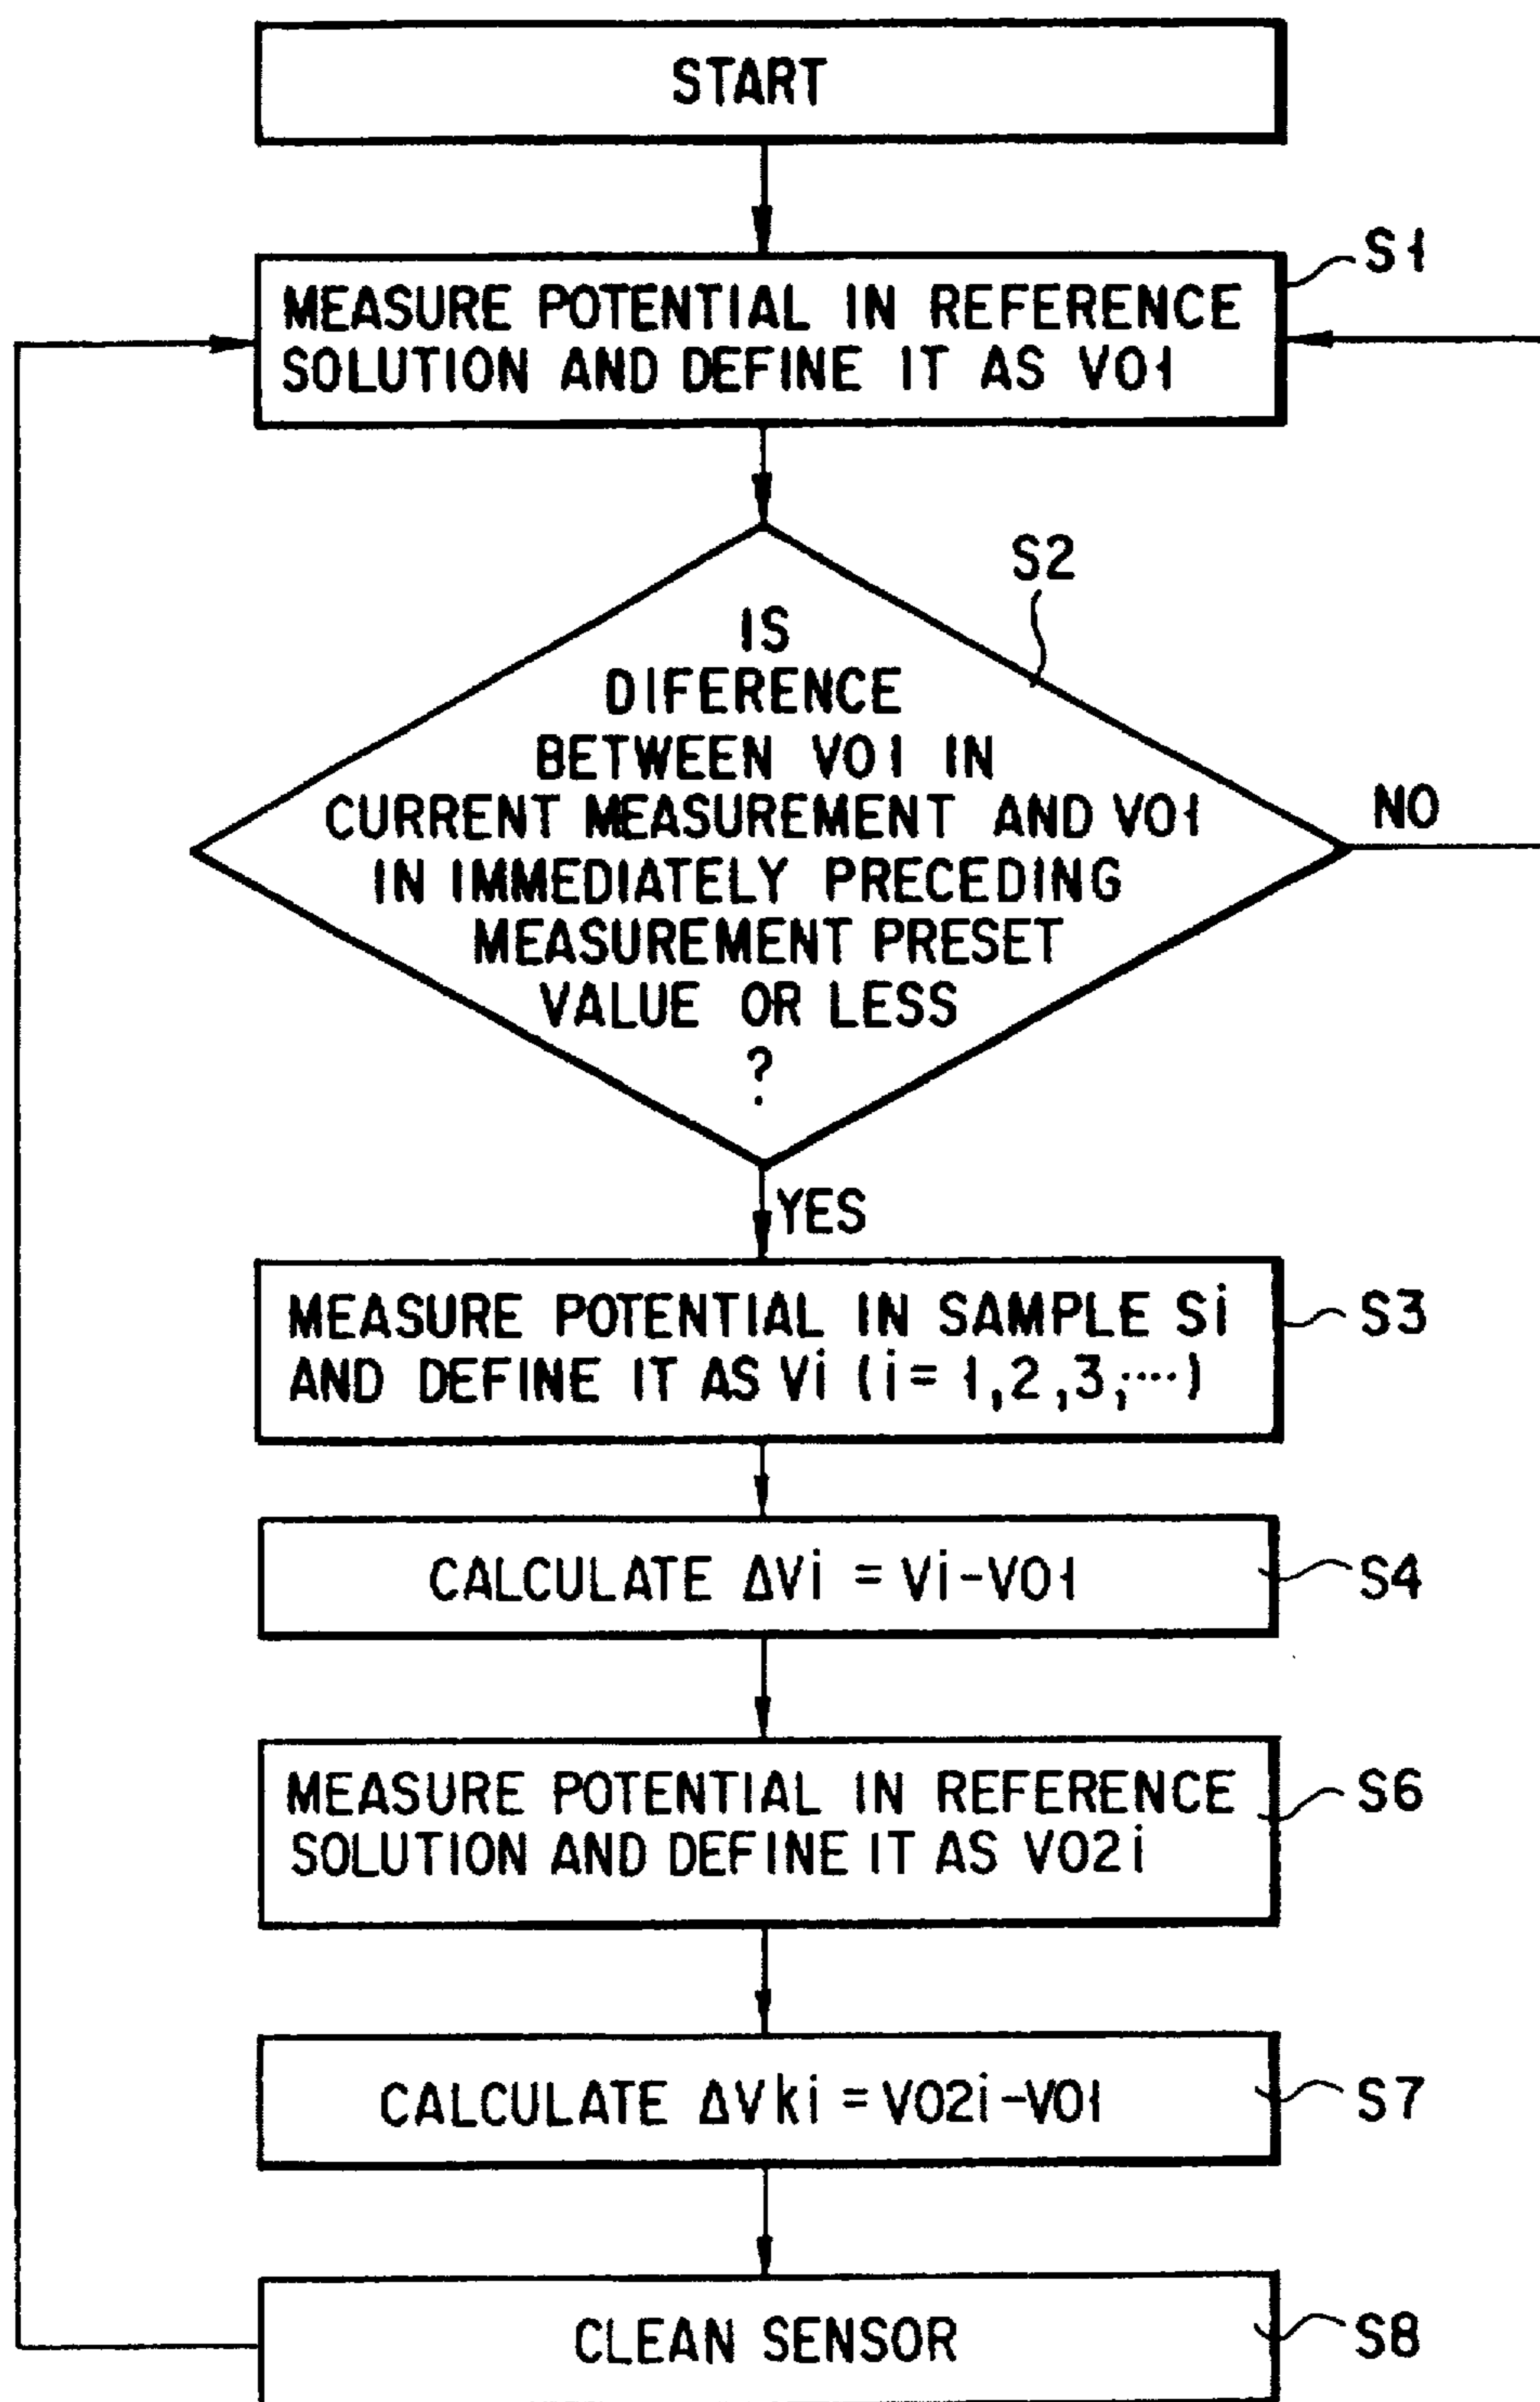 START
S1
MEASURE POTENTIAL IN REFERENCE
SOLUTION AND DEFINE IT AS V01
S2
IS
DIFERENCE
BETWEEN V01 IN
CURRENT MEASUREMENT AND V01
IN IMMEDIATELY PRECEDING
MEASUREMENT PRESET
VALUE OR LESS
?
NO
YES
MEASURE POTENTIAL IN SAMPLE Si
AND DEFINE IT AS Vi (i = 1,2,3,····)
S3
CALCULATE ΔVi = Vi-V01
S4
MEASURE POTENTIAL IN REFERENCE
SOLUTION AND DEFINE IT AS V02i
S6
CALCULATE ΔVki = V02i-V01
S7
CLEAN SENSOR
S8